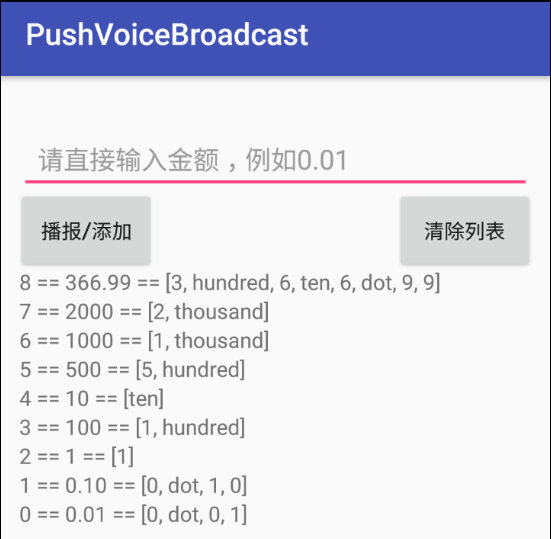 PushVoiceBroadcast
请直接输入金额，例如0.01
播报/添加 清除列表
8 == 366.99 == [3, hundred, 6, ten, 6, dot, 9, 9]
7 == 2000 == [2, thousand]
6 == 1000 == [1, thousand]
5 == 500 == [5, hundred]
4 == 10 == [ten]
3 == 100 == [1, hundred]
2 == 1 == [1]
1 == 0.10 == [0, dot, 1, 0]
0 == 0.01 == [0, dot, 0, 1]